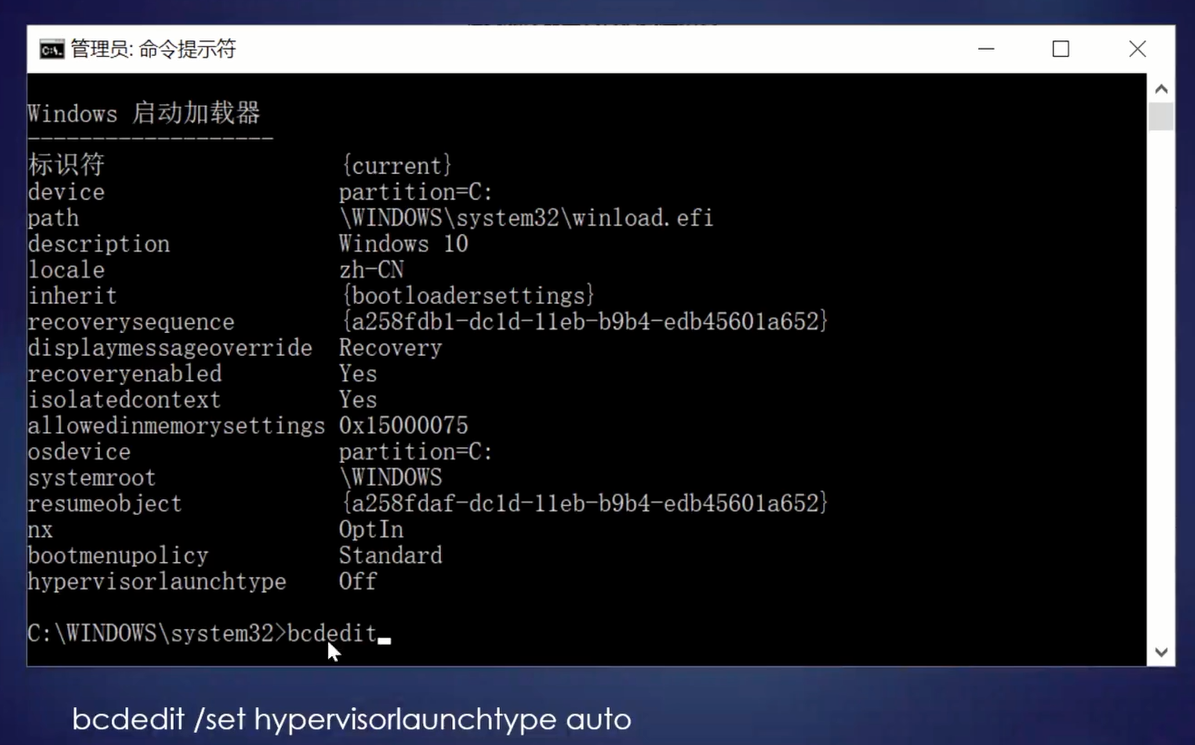 管理员: 命令提示符
Windows 启动加载器
-------------------
标识符 {current}
device partition=C:
path \WINDOWS\system32\winload.efi
description Windows 10
locale zh-CN
inherit {bootloadersettings}
recoverysequence {a258fdb1-dc1d-11eb-b9b4-edb45601a652}
displaymessageoverride Recovery
recoveryenabled Yes
isolatedcontext Yes
allowedinmemorysettings 0x15000075
osdevice partition=C:
systemroot \WINDOWS
resumeobject {a258fdaf-dc1d-11eb-b9b4-edb45601a652}
nx OptIn
bootmenupolicy Standard
hypervisorlaunchtype Off
C:\WINDOWS\system32>bcdedit
bcdedit /set hypervisorlaunchtype auto